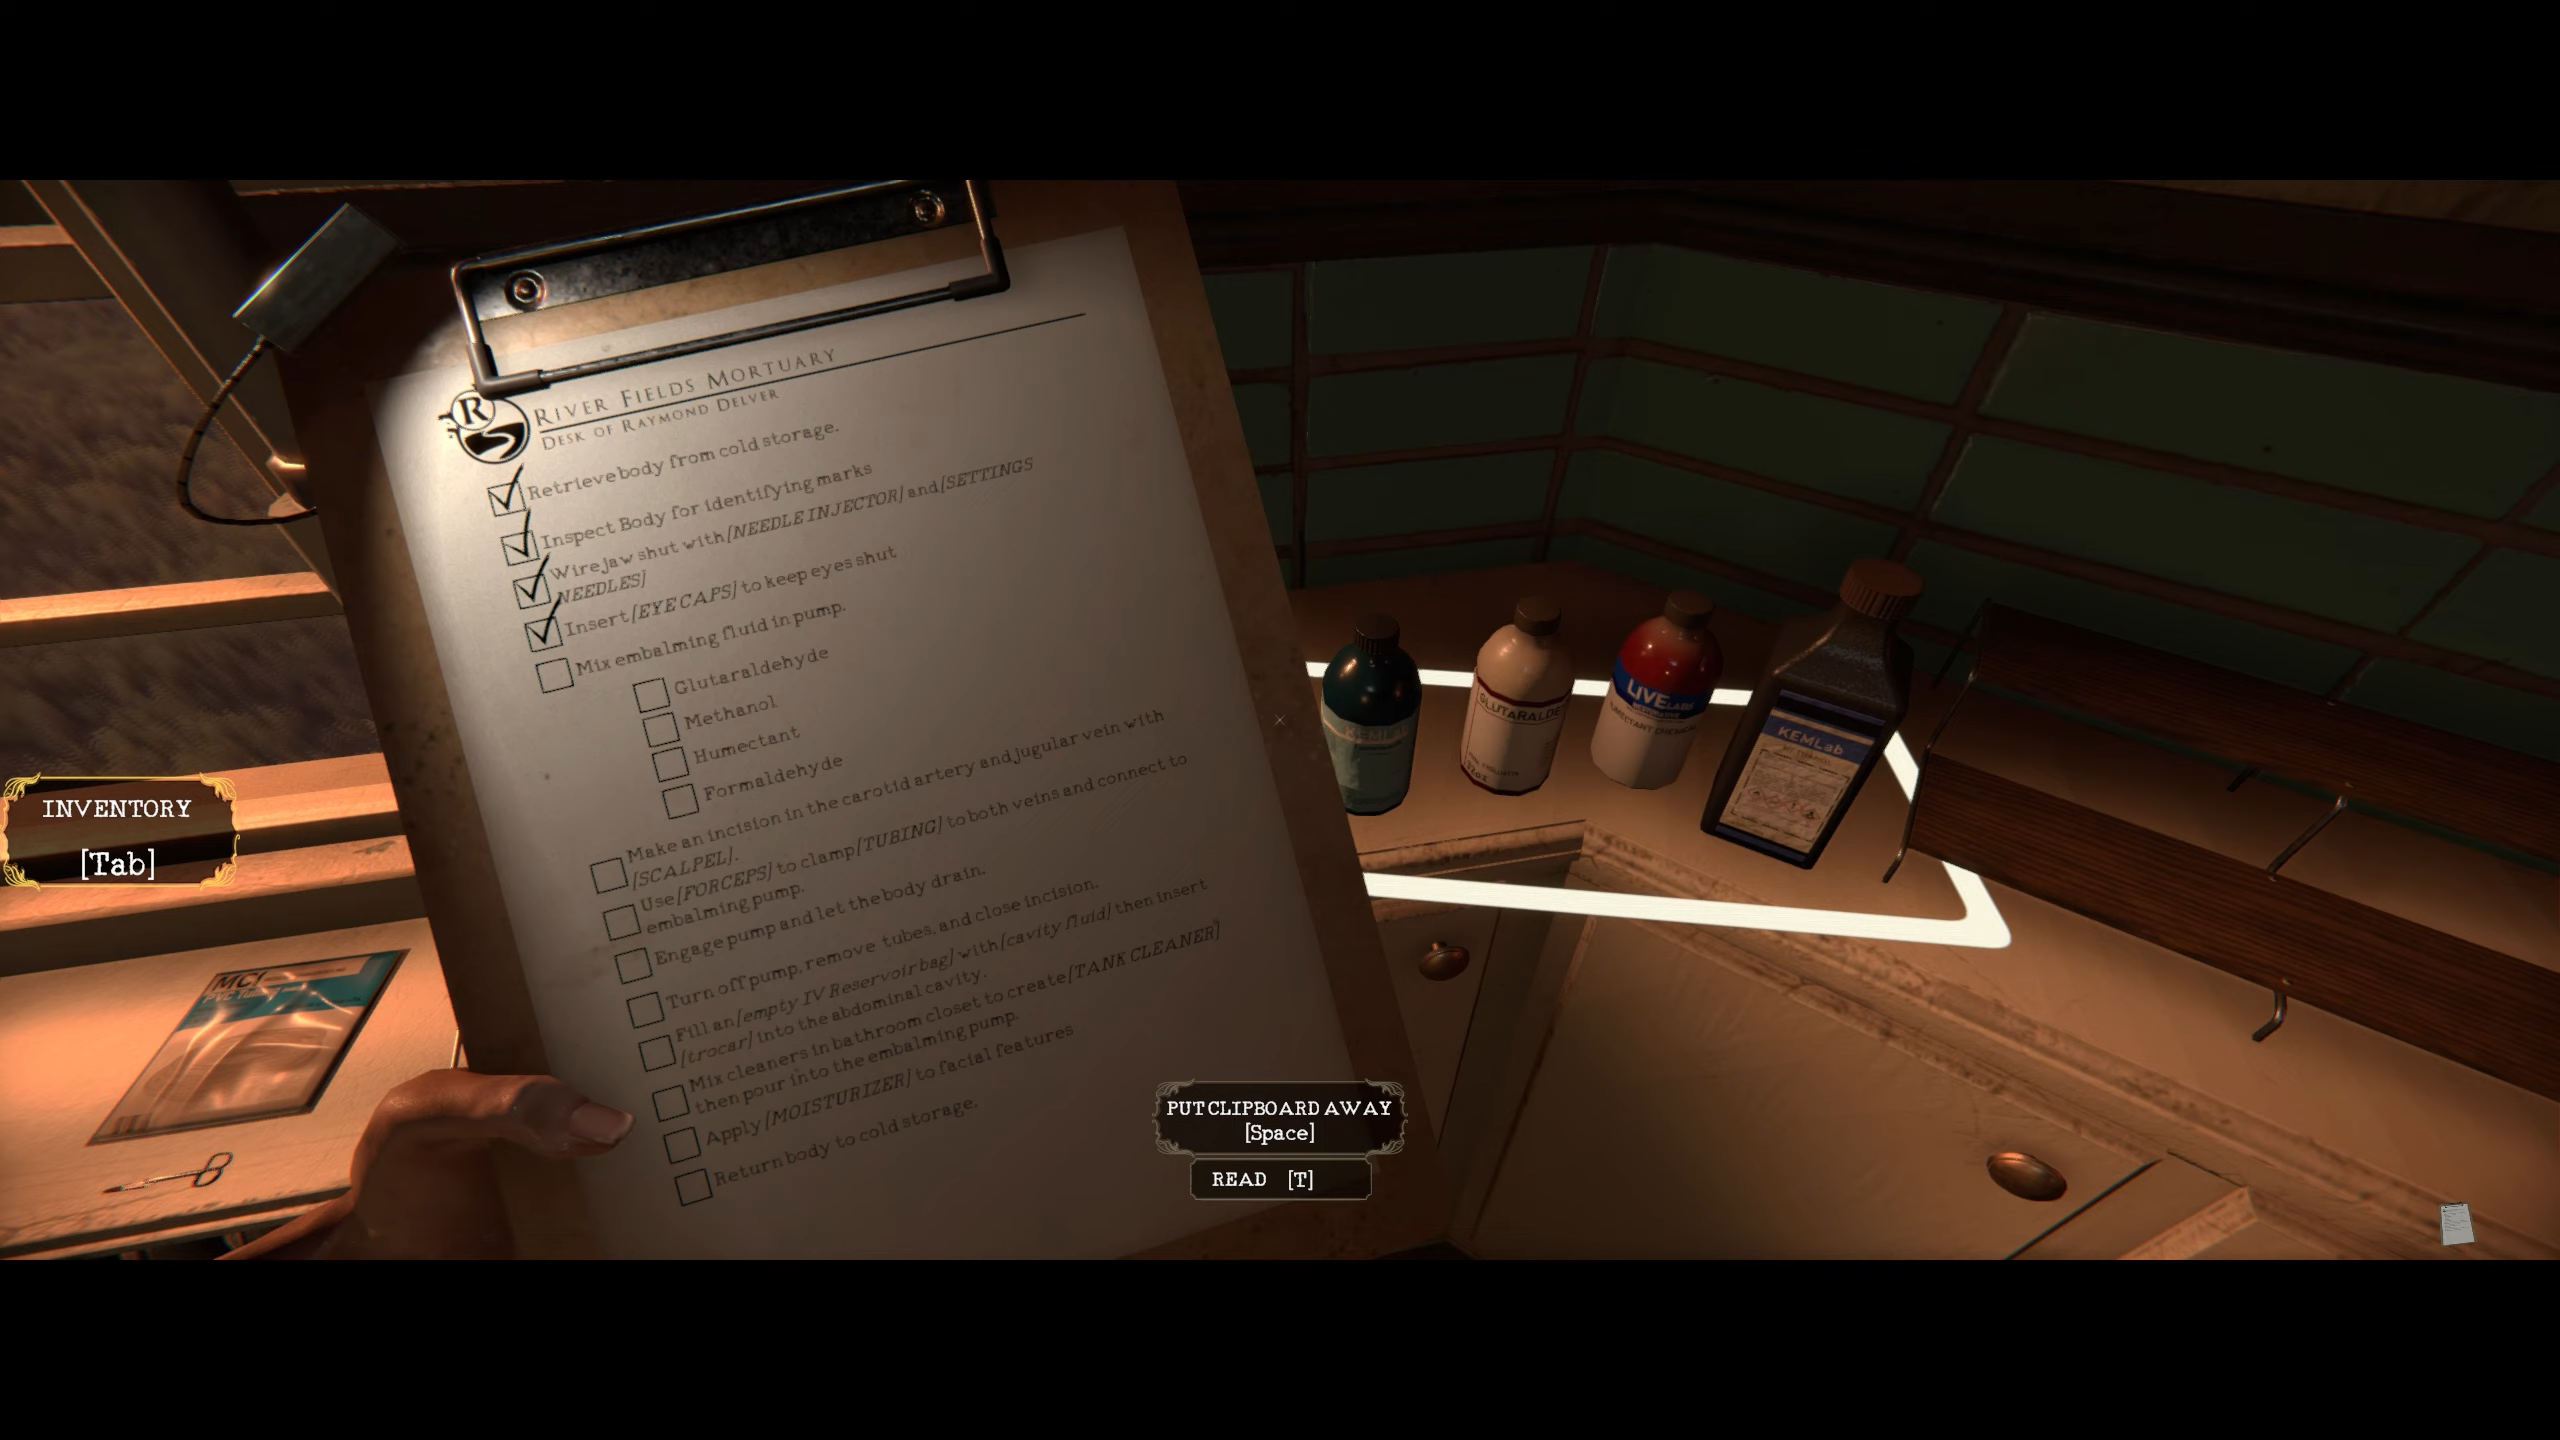 RIVER FIELDS MORTUARY
DESK OF RAYMOND DELVER
Retrieve body from cold storage.
Inspect Body for identifying marks
Wire jaw shut with [NEEDLE INJECTOR] and [SETTINGS
NEEDLES]
Insert [EYE CAPS] to keep eyes shut
Mix embalming fluid in pump.
Glutaraldehyde
Methanol
Humectant
Formaldehyde
Make an incision in the carotid artery and jugular vein with
[SCALPEL].
Use [FORCEPS] to clamp [TUBING] to both veins and connect to
embalming pump.
Engage pump and let the body drain.
Turn off pump, remove tubes, and close incision.
Fill an [empty IV Reservoir bag] with [cavity fluid] then insert
[trocar] into the abdominal cavity.
Mix cleaners in bathroom closet to create [TANK CLEANER]
then pour into the embalming pump.
Apply [MOISTURIZER] to facial features
Return body to cold storage.
INVENTORY
[Tab]
MCI
PVC
KEMLab
GLUTARALDE
12oz
LIVELABS
KEMLab
PUT CLIPBOARD AWAY
[Space]
READ [T]